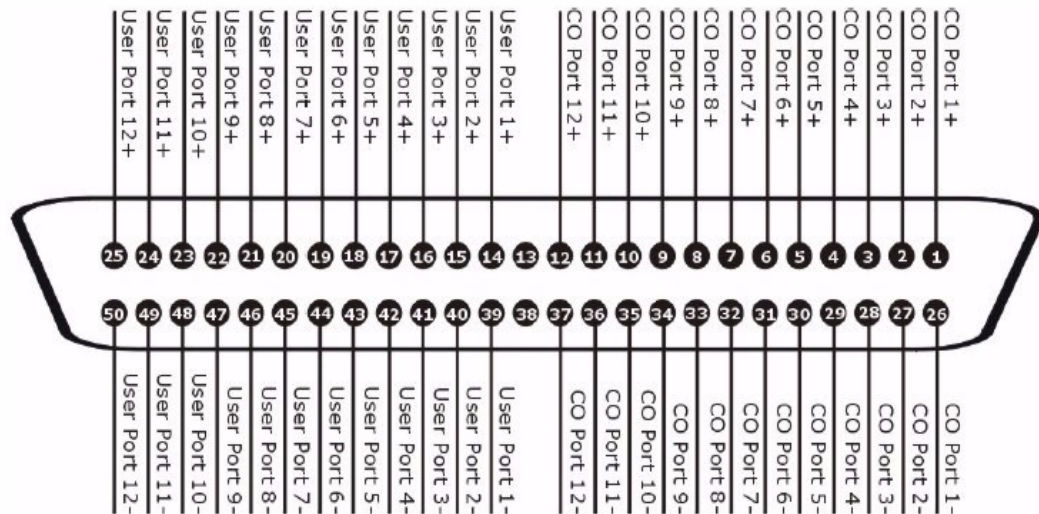 User Port 12+
User Port 11+
User Port 10+
User Port 9+
User Port 8+
User Port 7+
User Port 6+
User Port 5+
User Port 4+
User Port 3+
User Port 2+
User Port 1+
CO Port 12+
CO Port 11+
CO Port 10+
CO Port 9+
CO Port 8+
CO Port 7+
CO Port 6+
CO Port 5+
CO Port 4+
CO Port 3+
CO Port 2+
CO Port 1+
25 24 23 22 21 20 19 18 17 16 15 14 13 12 11 10 9 8 7 6 5 4 3 2 1
50 49 48 47 46 45 44 43 42 41 40 39 38 37 36 35 34 33 32 31 30 29 28 27 26
User Port 12-
User Port 11-
User Port 10-
User Port 9-
User Port 8-
User Port 7-
User Port 6-
User Port 5-
User Port 4-
User Port 3-
User Port 2-
User Port 1-
CO Port 12-
CO Port 11-
CO Port 10-
CO Port 9-
CO Port 8-
CO Port 7-
CO Port 6-
CO Port 5-
CO Port 4-
CO Port 3-
CO Port 2-
CO Port 1-